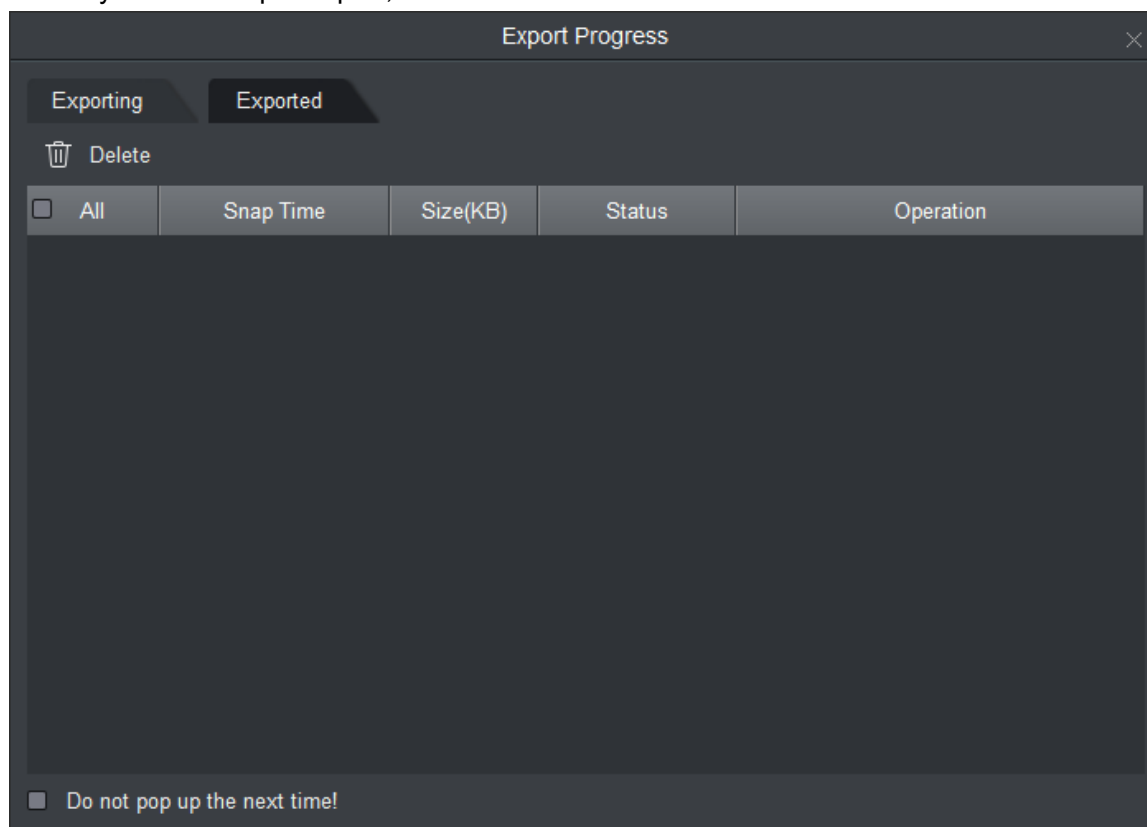 Export Progress
Exporting Exported
Delete
All Snap Time Size(KB) Status Operation
Do not pop up the next time!